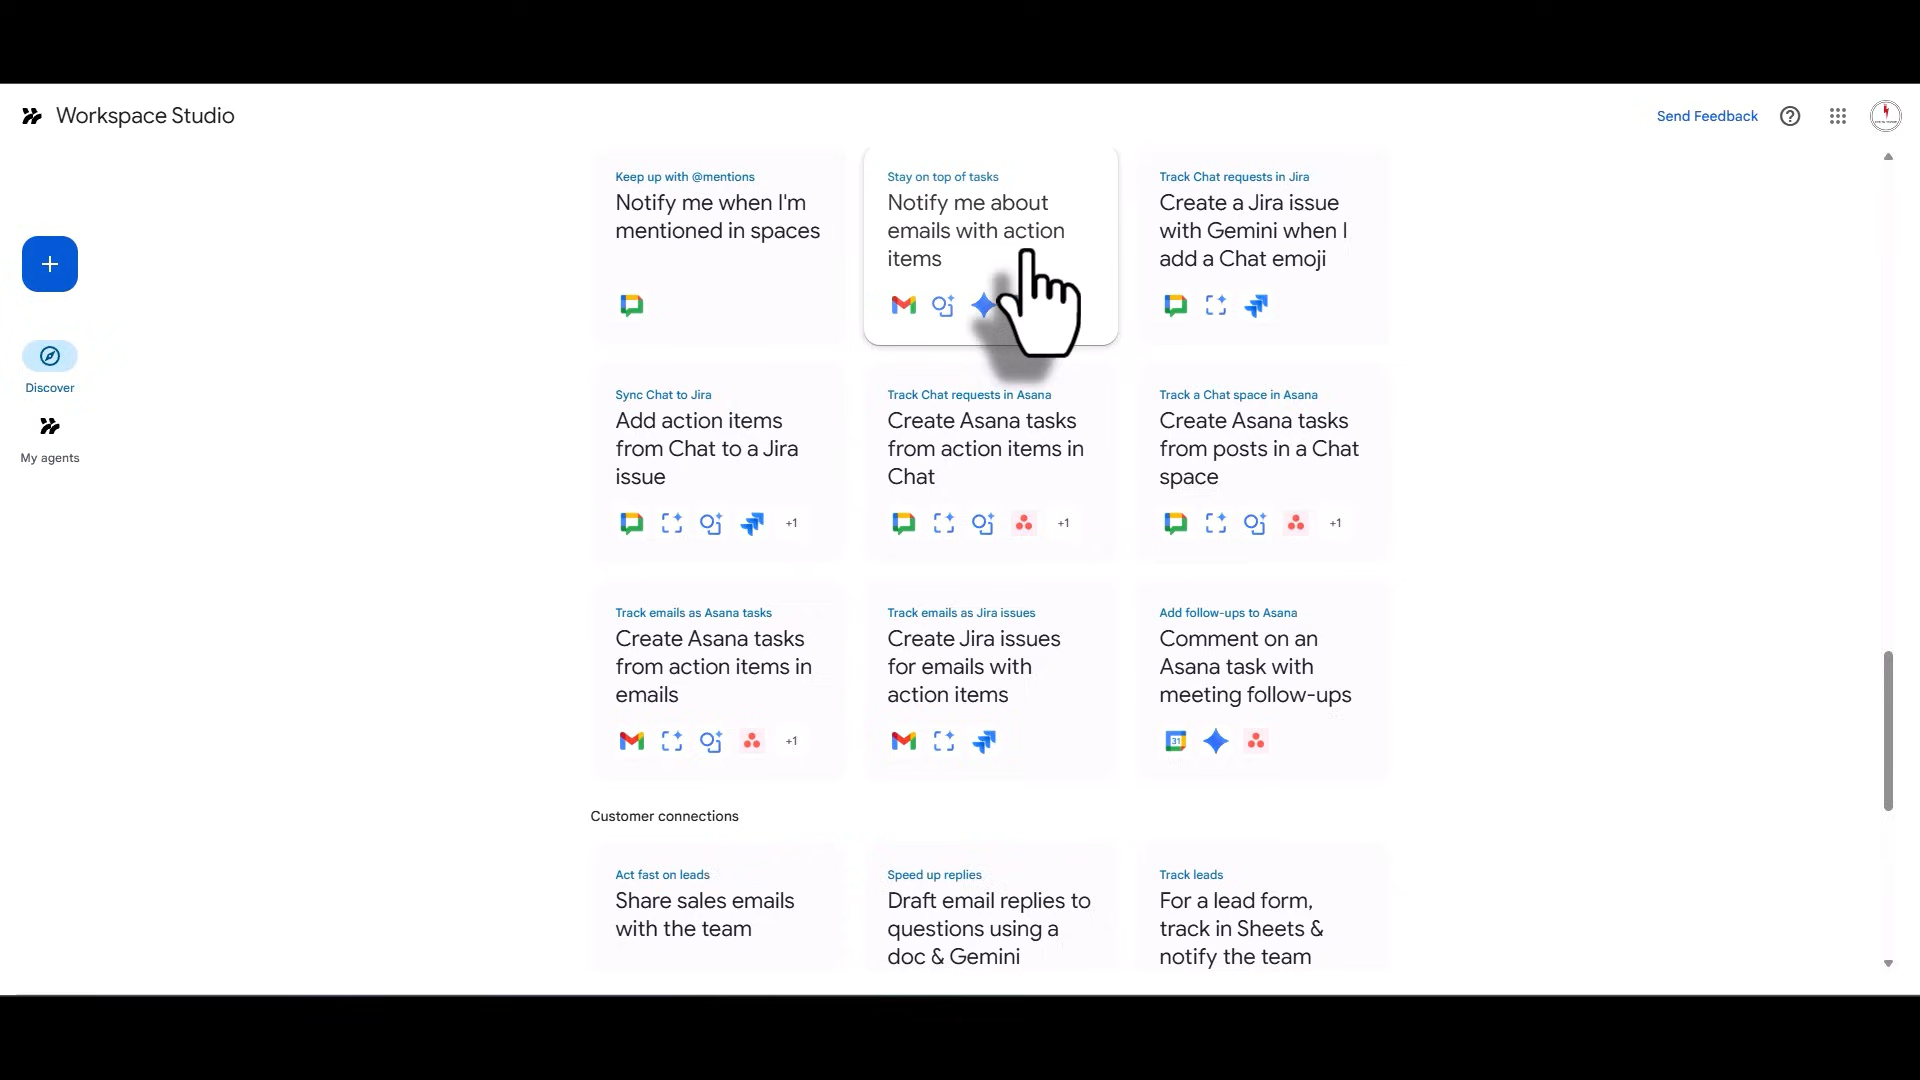 Workspace Studio
Send Feedback
Discover
My agents
Keep up with @mentions
Notify me when I'm
mentioned in spaces
Stay on top of tasks
Notify me about
emails with action
items
Track Chat requests in Jira
Create a Jira issue
with Gemini when I
add a Chat emoji
Sync Chat to Jira
Add action items
from Chat to a Jira
issue
+1
Track Chat requests in Asana
Create Asana tasks
from action items in
Chat
+1
Track a Chat space in Asana
Create Asana tasks
from posts in a Chat
space
+1
Track emails as Asana tasks
Create Asana tasks
from action items in
emails
+1
Track emails as Jira issues
Create Jira issues
for emails with
action items
Add follow-ups to Asana
Comment on an
Asana task with
meeting follow-ups
31
Customer connections
Act fast on leads
Share sales emails
with the team
Speed up replies
Draft email replies to
questions using a
doc & Gemini
Track leads
For a lead form,
track in Sheets &
notify the team